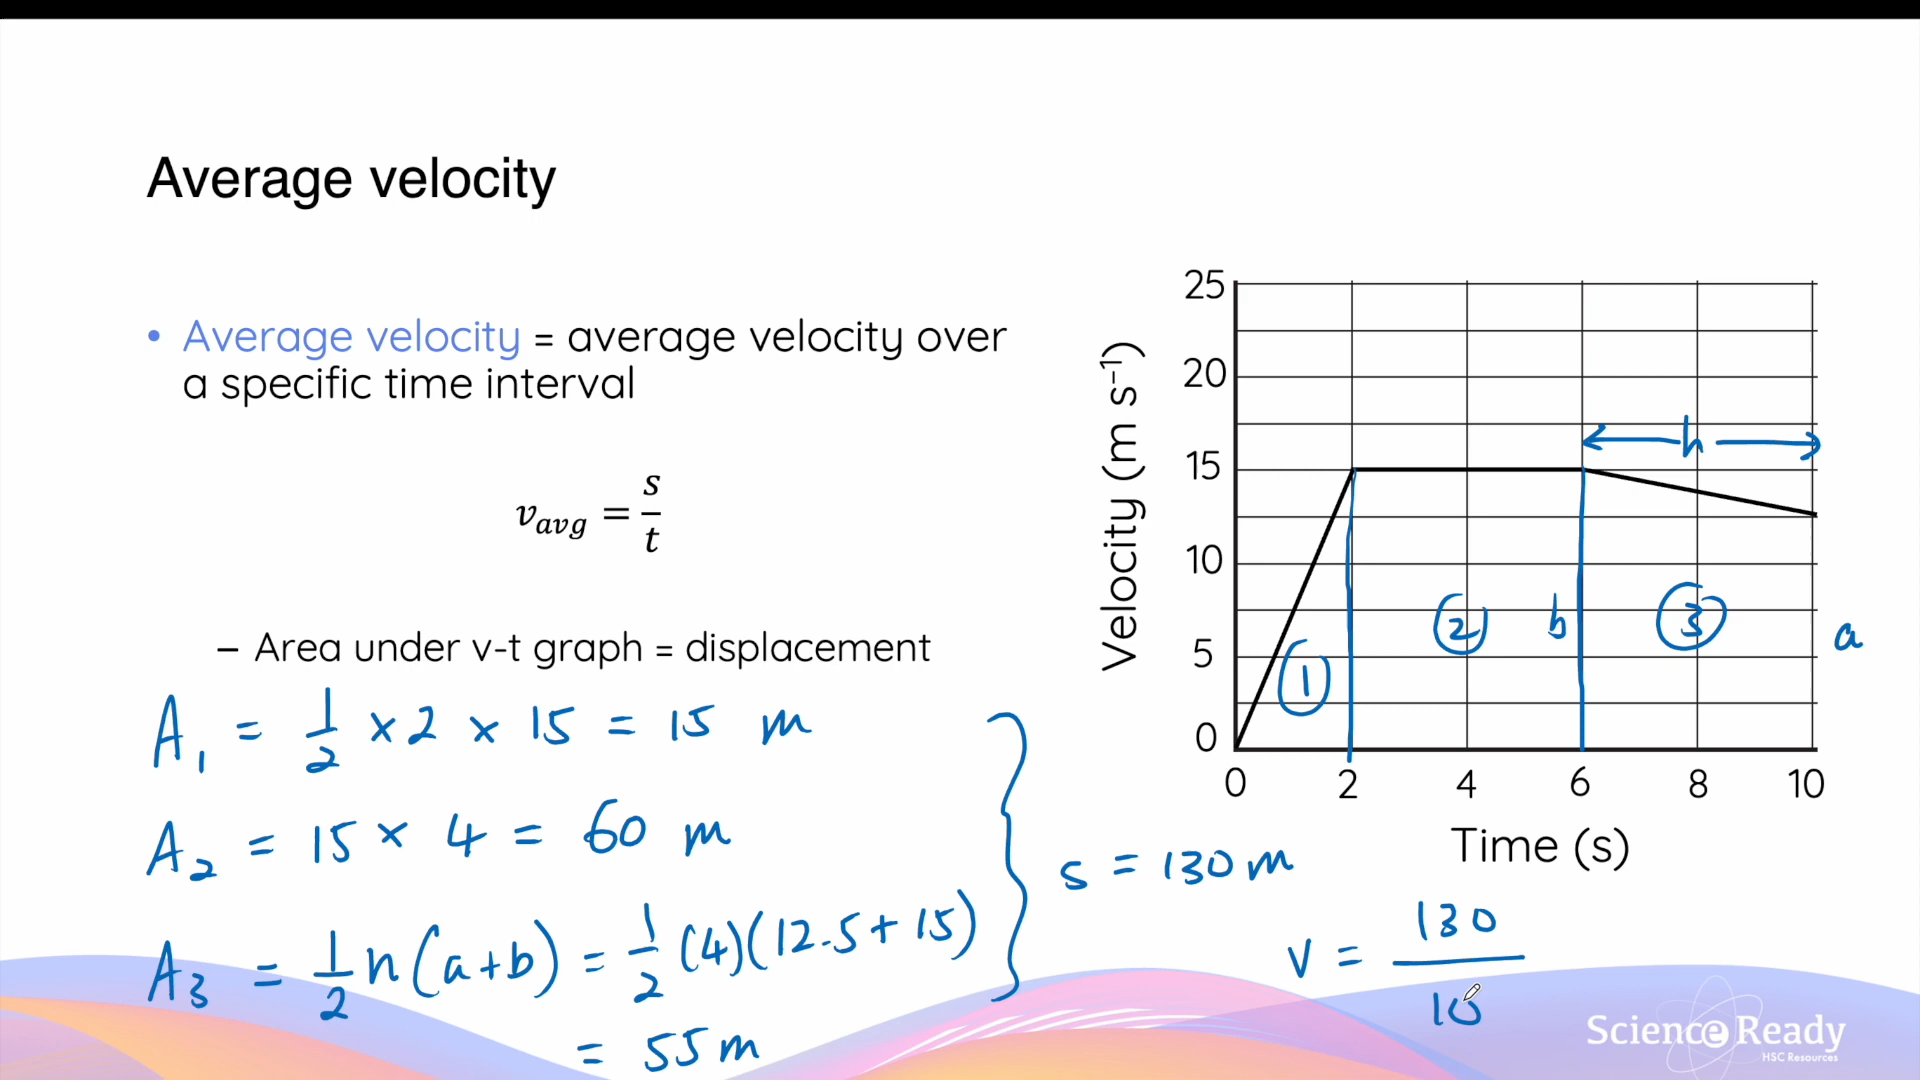 Average velocity
• Average velocity = average velocity over
a specific time interval
v_avg = s/t
– Area under v-t graph = displacement
A₁ = 1/2 × 2 × 15 = 15 m
A₂ = 15 × 4 = 60 m
A₃ = 1/2 h(a+b) = 1/2 (4)(12.5 + 15)
= 55 m
s = 130 m
v = 130/10
Velocity (m s⁻¹)
25
20
15
10
5
0
h
1
2
b
3
a
0 2 4 6 8 10
Time (s)
Science Ready
HSC Resources